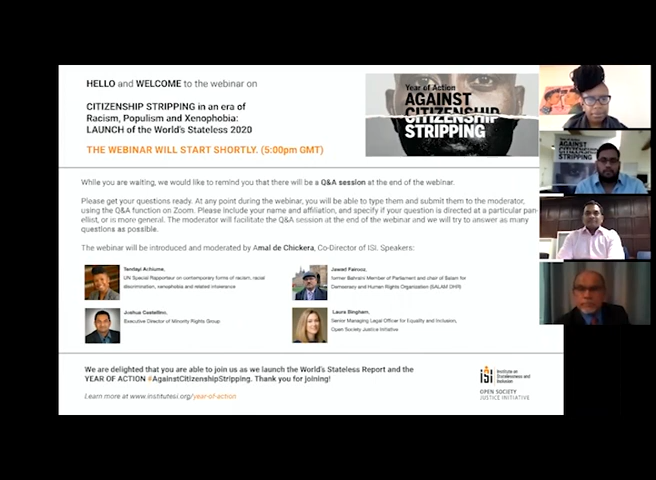 HELLO and WELCOME to the webinar on
CITIZENSHIP STRIPPING in an era of
Racism, Populism and Xenophobia:
LAUNCH of the World's Stateless 2020
THE WEBINAR WILL START SHORTLY. (5:00pm GMT)
Year of Action
AGAINST
CITIZENSHIP
STRIPPING
While you are waiting, we would like to remind you that there will be a Q&A session at the end of the webinar.
Please get your questions ready. At any point during the webinar, you will be able to type them and submit them to the moderator,
using the Q&A function on Zoom. Please include your name and affiliation, and specify if your question is directed at a particular pan-
ellist, or is more general. The moderator will facilitate the Q&A session at the end of the webinar and we will try to answer as many
questions as possible.
The webinar will be introduced and moderated by Amal de Chickera, Co-Director of ISI. Speakers:
Tendayi Achiume,
UN Special Rapporteur on contemporary forms of racism, racial
discrimination, xenophobia and related intolerance
Jawad Fairooz,
former Bahraini Member of Parliament and chair of Salam for
Democracy and Human Rights Organization (SALAM DHR)
Joshua Castellino,
Executive Director of Minority Rights Group
Laura Bingham,
Senior Managing Legal Officer for Equality and Inclusion,
Open Society Justice Initiative
We are delighted that you are able to join us as we launch the World's Stateless Report and the
YEAR OF ACTION #AgainstCitizenshipStripping. Thank you for joining!
Learn more at www.institutesi.org/year-of-action
isi Institute on
Statelessness and
Inclusion
OPEN SOCIETY
JUSTICE INITIATIVE
AGAINST
CITIZENSHIP
STRIPPING